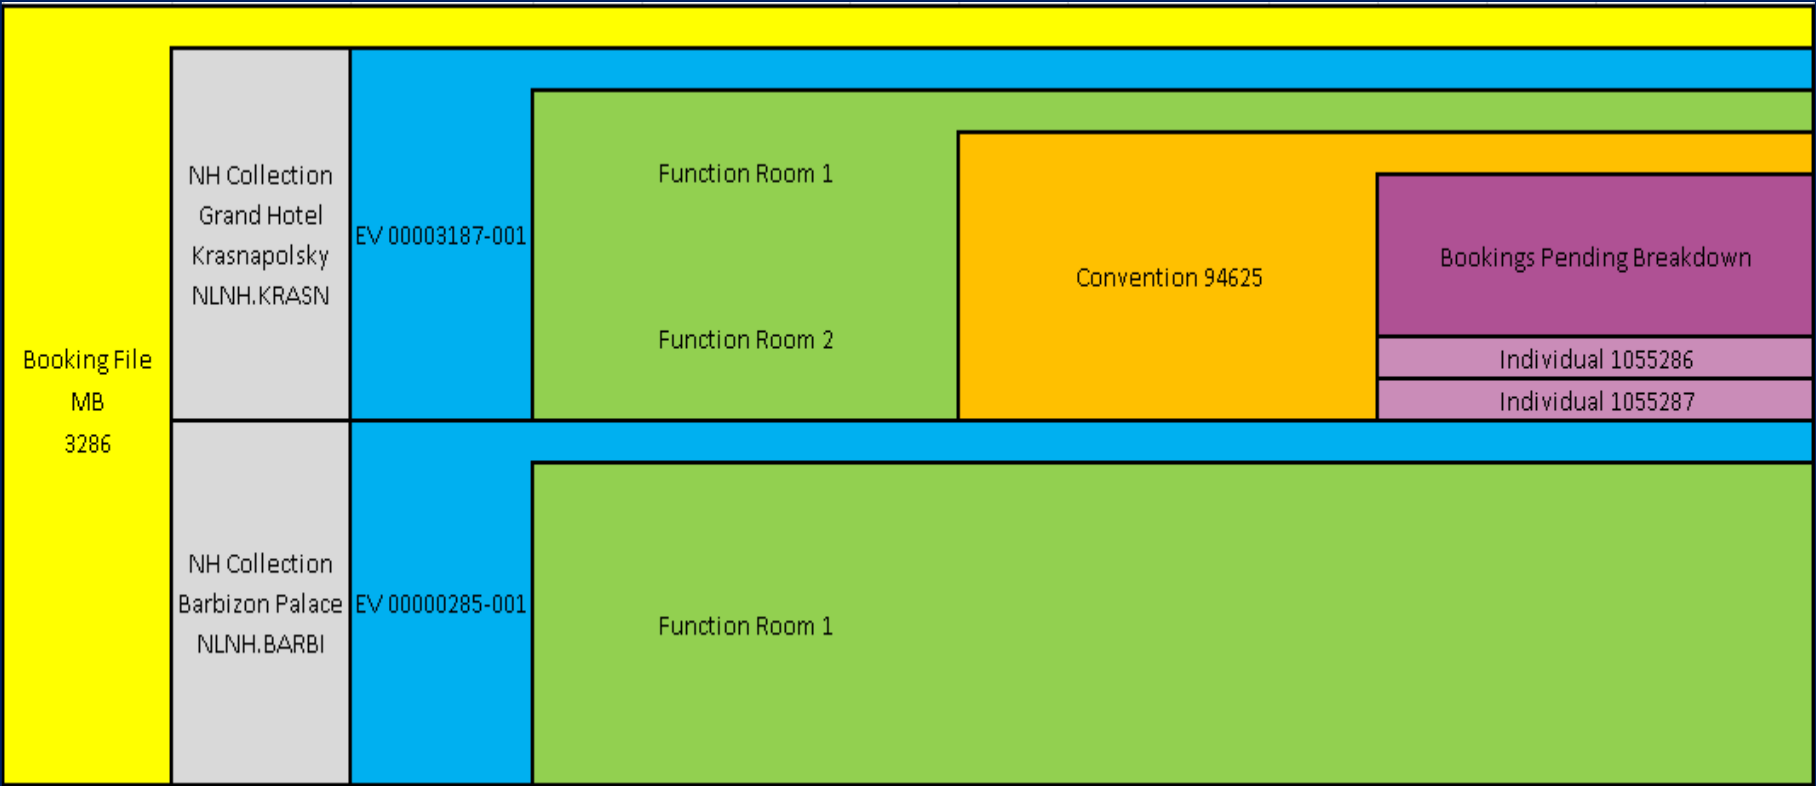 Booking File
MB
3286
NH Collection
Grand Hotel
Krasnapolsky
NLNH.KRASN
EV 00003187-001
Function Room 1
Function Room 2
Convention 94625
Bookings Pending Breakdown
Individual 1055286
Individual 1055287
NH Collection
Barbizon Palace
NLNH.BARBI
EV 00000285-001
Function Room 1